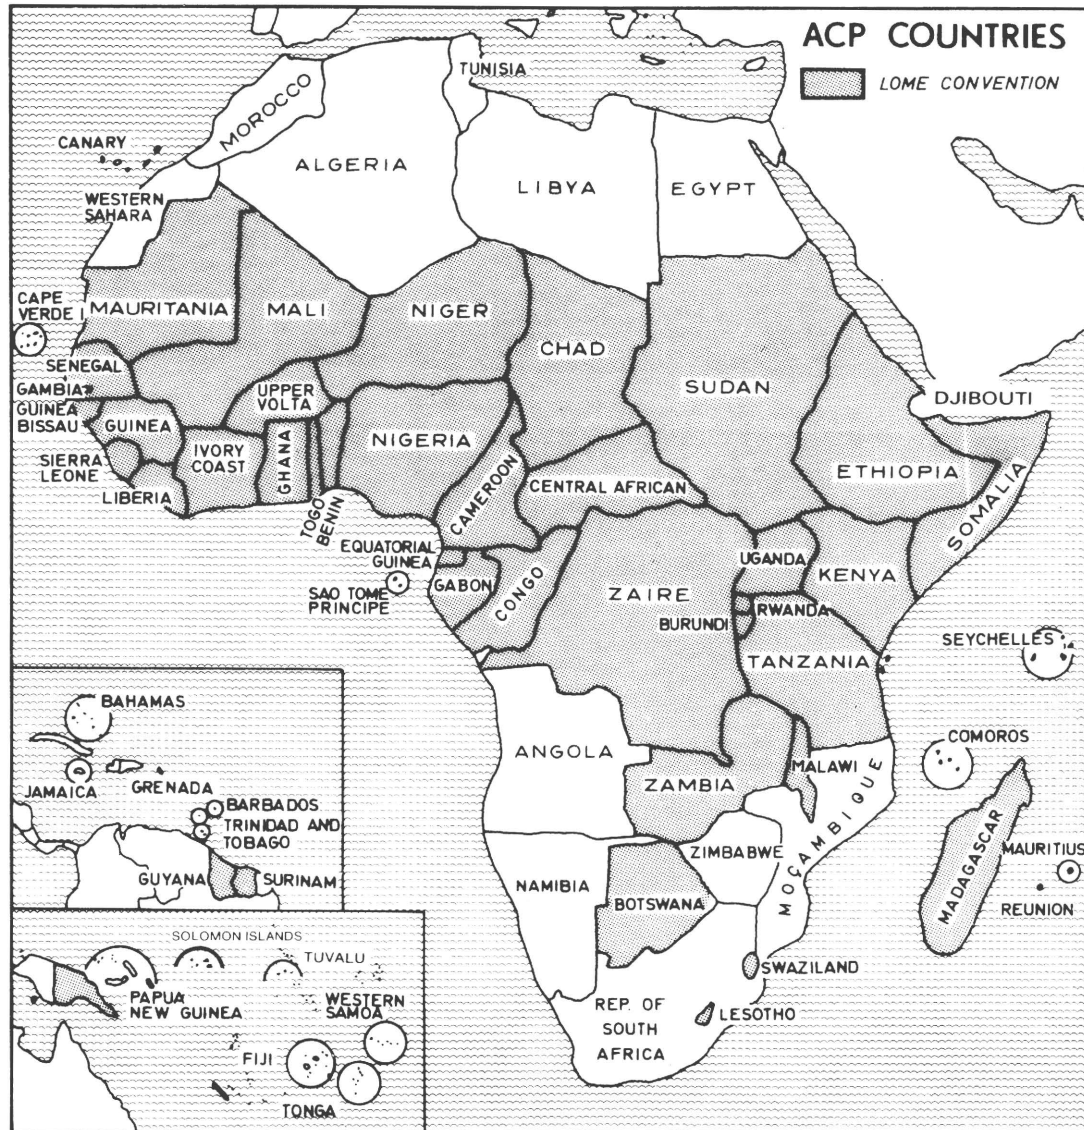 ACP COUNTRIES
LOME CONVENTION
TUNISIA
MOROCCO
CANARY
ALGERIA
LIBYA
EGYPT
WESTERN
SAHARA
CAPE
VERDE I
MAURITANIA
MALI
NIGER
CHAD
SUDAN
SENEGAL
GAMBIA
GUINEA
BISSAU
GUINEA
UPPER
VOLTA
NIGERIA
DJIBOUTI
ETHIOPIA
SOMALIA
SIERRA
LEONE
IVORY
COAST
GHANA
LIBERIA
TOGO
BENIN
CAMEROON
CENTRAL AFRICAN
EQUATORIAL
GUINEA
SAO TOME
PRINCIPE
GABON
CONGO
ZAIRE
UGANDA
KENYA
RWANDA
BURUNDI
TANZANIA
SEYCHELLES
COMOROS
ANGOLA
ZAMBIA
MALAWI
MOÇAMBIQUE
MADAGASCAR
MAURITIUS
REUNION
ZIMBABWE
NAMIBIA
BOTSWANA
SWAZILAND
LESOTHO
REP. OF
SOUTH
AFRICA
BAHAMAS
JAMAICA
GRENADA
BARBADOS
TRINIDAD AND
TOBAGO
GUYANA
SURINAM
SOLOMON ISLANDS
TUVALU
PAPUA
NEW GUINEA
WESTERN
SAMOA
FIJI
TONGA